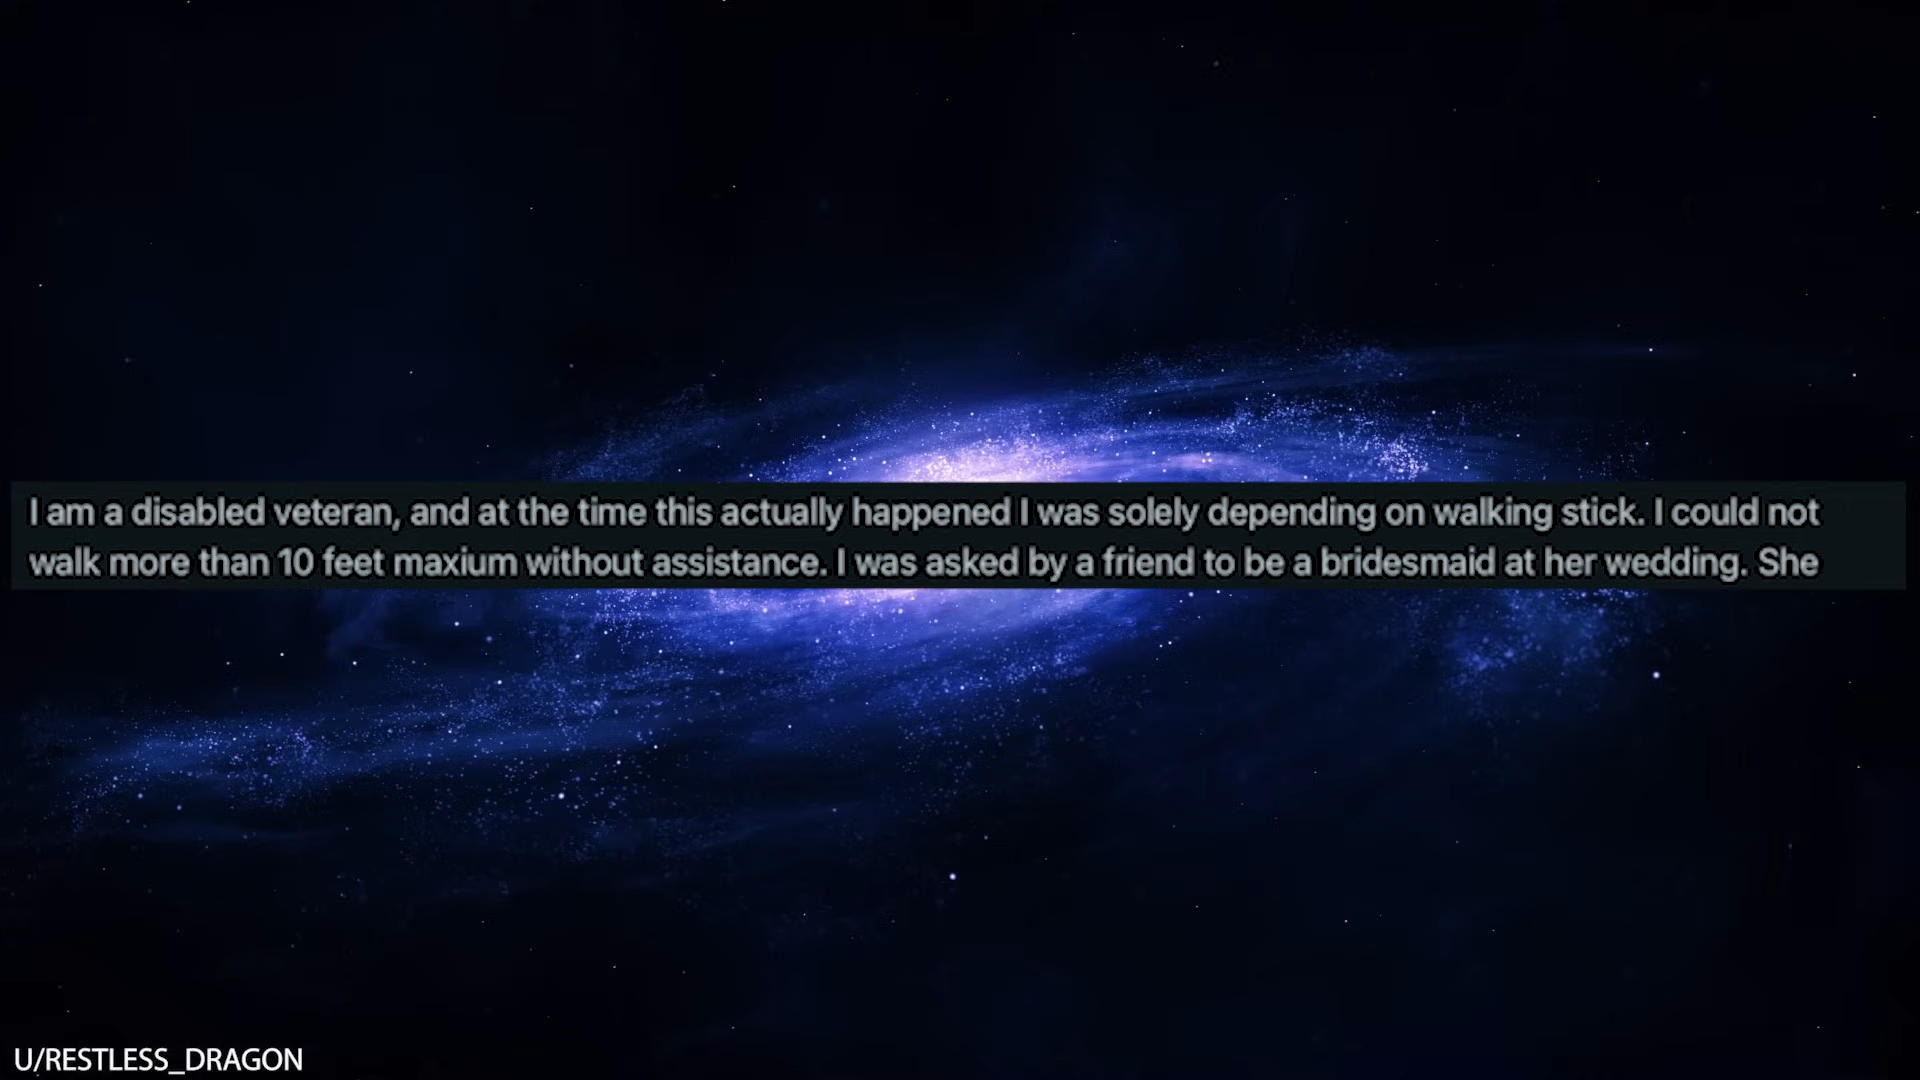 I am a disabled veteran, and at the time this actually happened I was solely depending on walking stick. I could not
walk more than 10 feet maxium without assistance. I was asked by a friend to be a bridesmaid at her wedding. She
U/RESTLESS_DRAGON